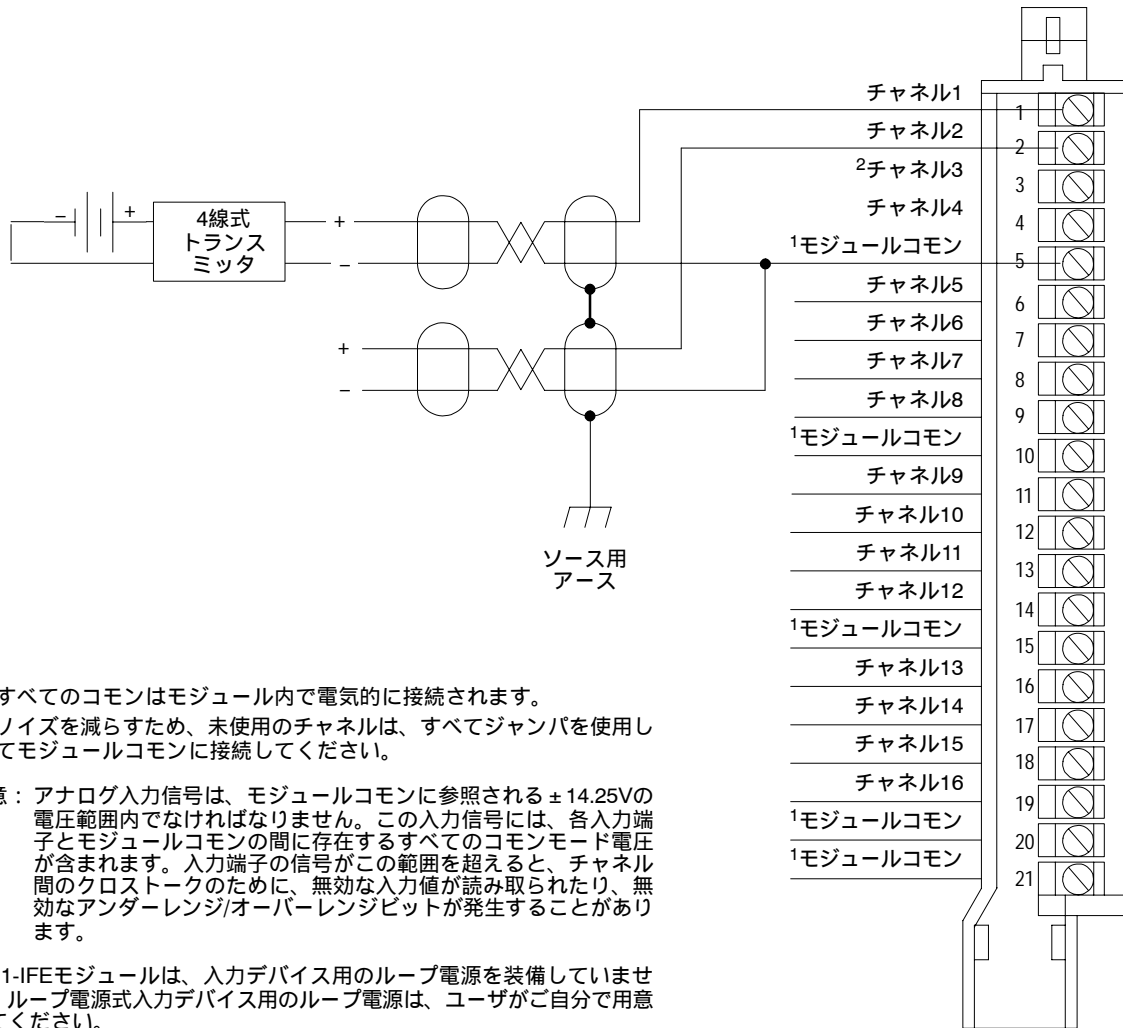 チャネル1
1
チャネル2
2
²チャネル3
3
チャネル4
4
¹モジュールコモン
5
チャネル5
6
チャネル6
7
チャネル7
8
チャネル8
9
¹モジュールコモン
10
チャネル9
11
チャネル10
12
チャネル11
13
チャネル12
14
¹モジュールコモン
15
チャネル13
16
チャネル14
17
チャネル15
18
チャネル16
19
¹モジュールコモン
20
¹モジュールコモン
21
− +
4線式
トランス
ミッタ
+
−
+
−
ソース用
アース
すべてのコモンはモジュール内で電気的に接続されます。
ノイズを減らすため、未使用のチャネルは、すべてジャンパを使用し
てモジュールコモンに接続してください。
意： アナログ入力信号は、モジュールコモンに参照される±14.25Vの
電圧範囲内でなければなりません。この入力信号には、各入力端
子とモジュールコモンの間に存在するすべてのコモンモード電圧
が含まれます。入力端子の信号がこの範囲を超えると、チャネル
間のクロストークのために、無効な入力値が読み取られたり、無
効なアンダーレンジ/オーバーレンジビットが発生することがあり
ます。
1-IFEモジュールは、入力デバイス用のループ電源を装備していませ
ループ電源式入力デバイス用のループ電源は、ユーザがご自分で用意
てください。